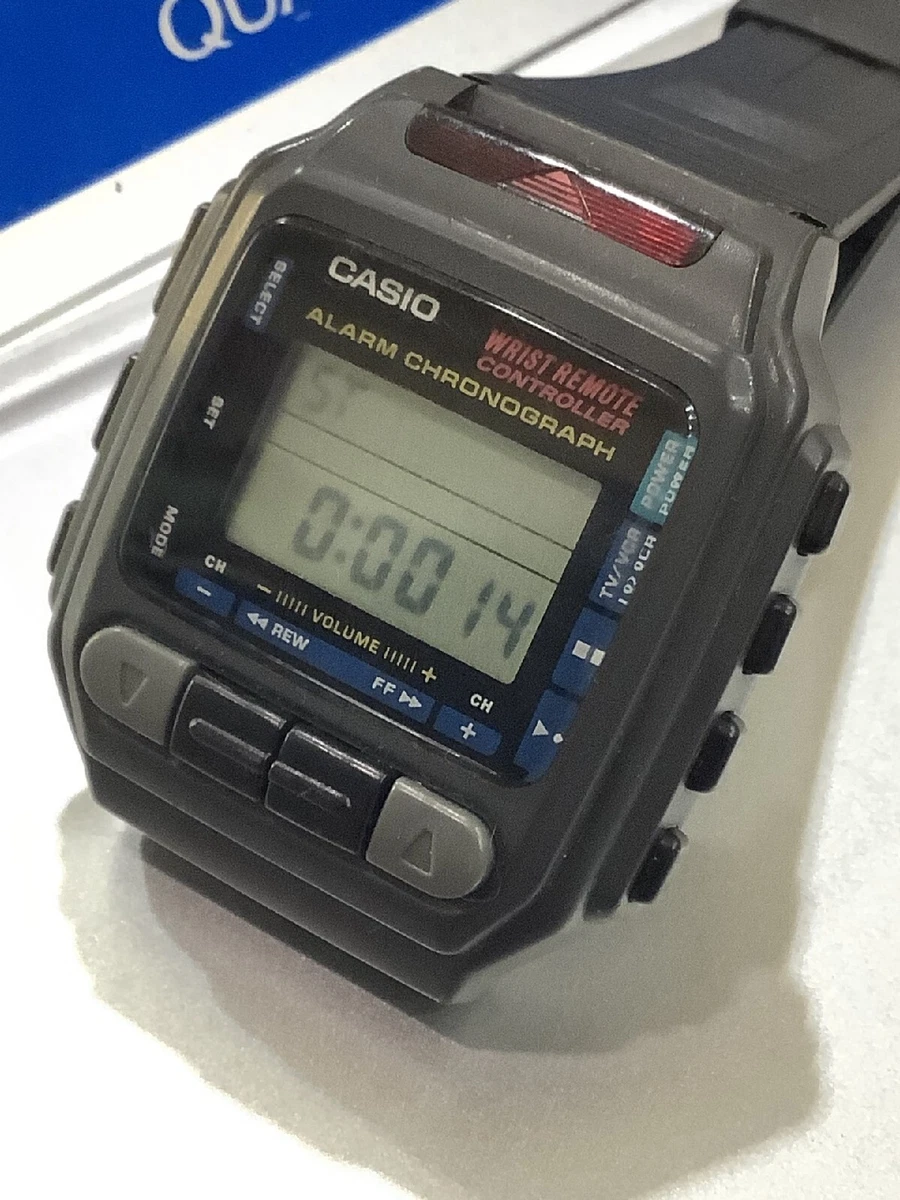 CASIO
ALARM CHRONOGRAPH
WRIST REMOTE
CONTROLLER
SELECT
SET
MODE
POWER
TV/VCR
0:00 14
CH
−
− VOLUME +
◀◀ REW
FF ▶▶
CH
+